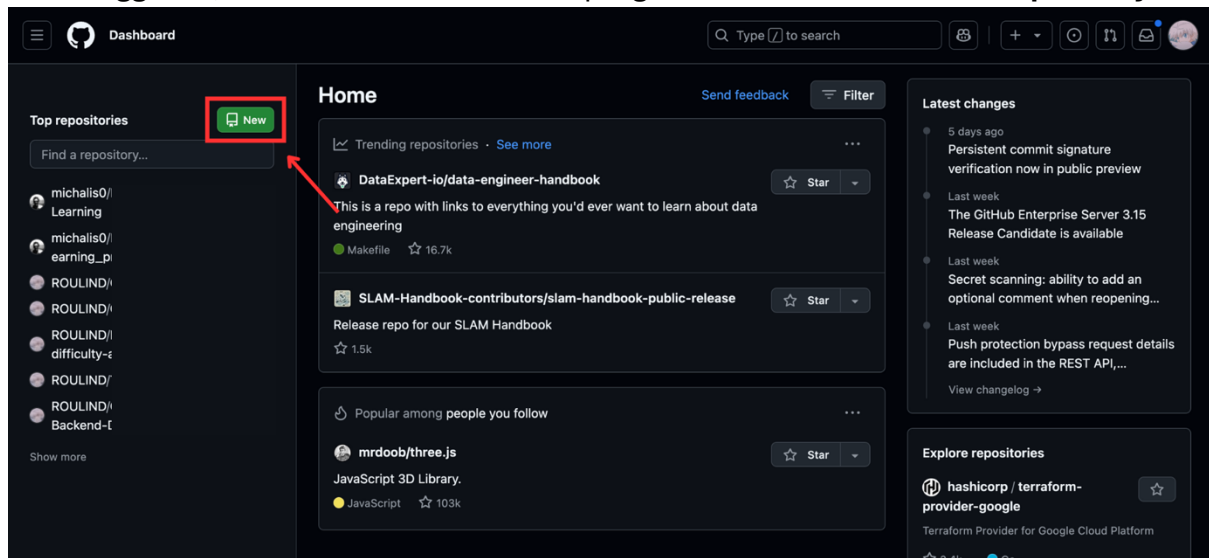 Dashboard
Type / to search
Top repositories
New
Find a repository...
michalis0/
Learning
michalis0/
ROULIND/
ROULIND/
ROULIND/
ROULIND/
ROULIND/
Show more
Home
Send feedback
Filter
Trending repositories · See more
DataExpert-io/data-engineer-handbook
Star
This is a repo with links to everything you'd ever want to learn about data
engineering
Makefile 16.7k
SLAM-Handbook-contributors/slam-handbook-public-release
Star
Release repo for our SLAM Handbook
1.5k
Popular among people you follow
mrdoob/three.js
Star
JavaScript 3D Library.
JavaScript 103k
Latest changes
5 days ago
Persistent commit signature
verification now in public preview
Last week
The GitHub Enterprise Server 3.15
Release Candidate is available
Last week
Secret scanning: ability to add an
optional comment when reopening...
Last week
Push protection bypass request details
are included in the REST API,...
View changelog →
Explore repositories
hashicorp / terraform-
provider-google
Terraform Provider for Google Cloud Platform